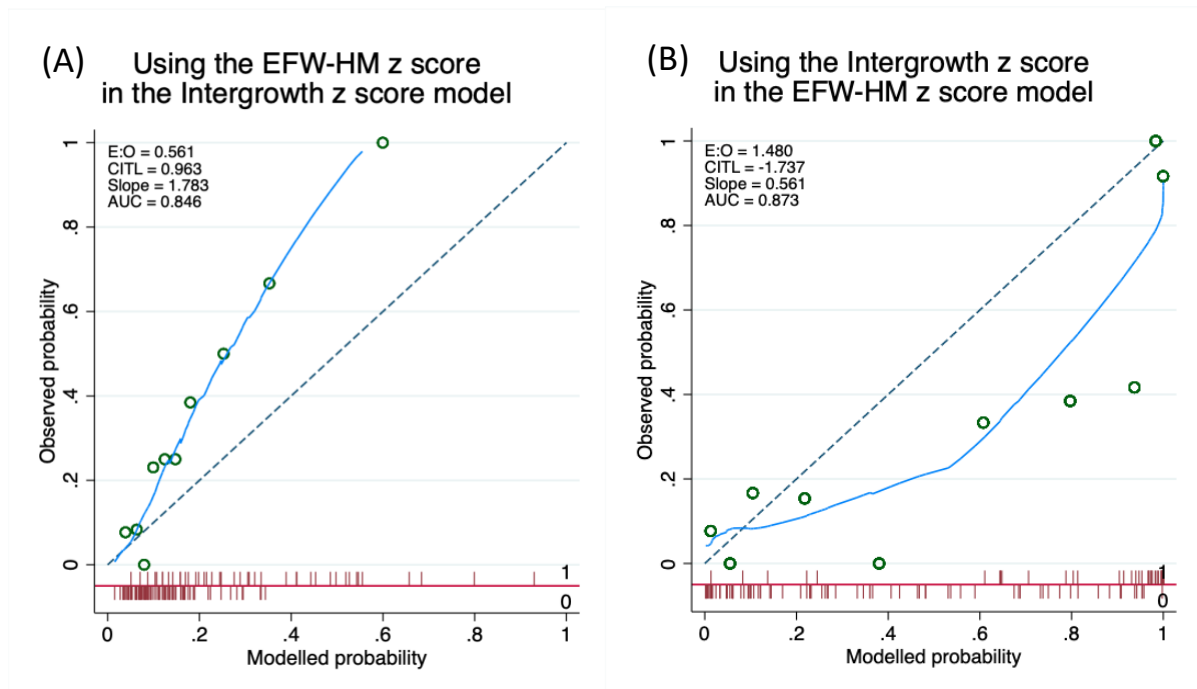 (A)
Using the EFW-HM z score
in the Intergrowth z score model
E:O = 0.561
CITL = 0.963
Slope = 1.783
AUC = 0.846
Observed probability
1
.8
.6
.4
.2
0
1
0
0 .2 .4 .6 .8 1
Modelled probability
(B)
Using the Intergrowth z score
in the EFW-HM z score model
E:O = 1.480
CITL = -1.737
Slope = 0.561
AUC = 0.873
Observed probability
1
.8
.6
.4
.2
0
1
0
0 .2 .4 .6 .8 1
Modelled probability